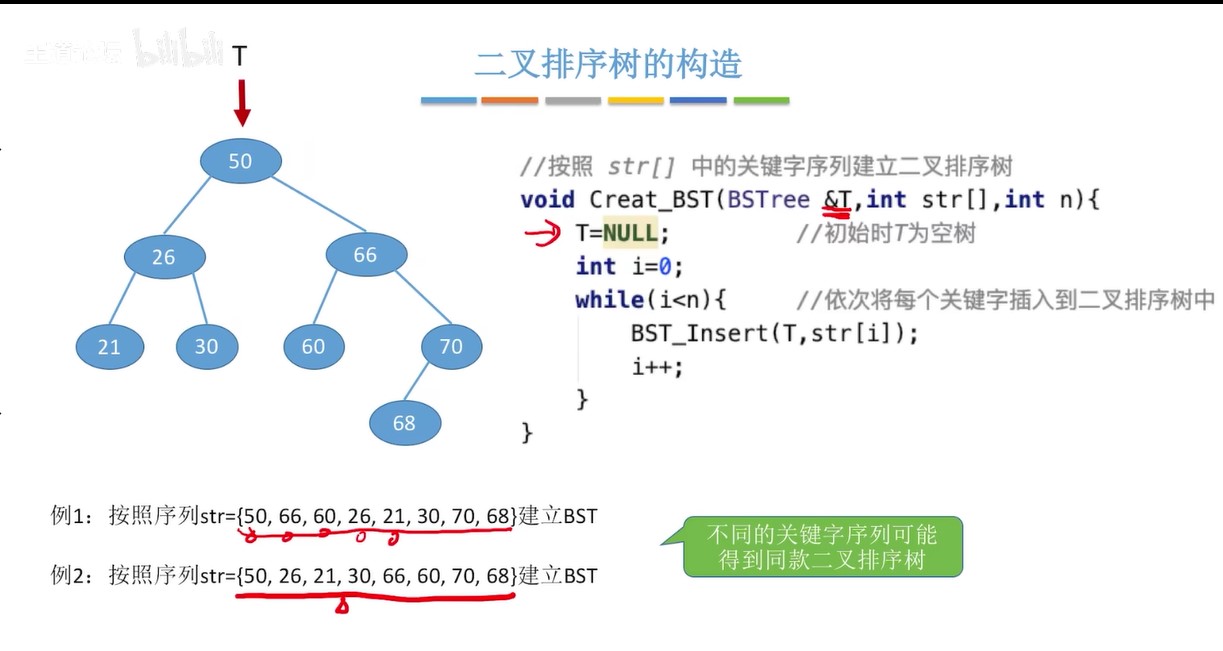 bilibili
T
二叉排序树的构造
50
26
66
21
30
60
70
68
//按照 str[] 中的关键字序列建立二叉排序树
void Creat_BST(BSTree &T,int str[],int n){
T=NULL; //初始时T为空树
int i=0;
while(i<n){ //依次将每个关键字插入到二叉排序树中
BST_Insert(T,str[i]);
i++;
}
}
例1：按照序列str={50, 66, 60, 26, 21, 30, 70, 68}建立BST
例2：按照序列str={50, 26, 21, 30, 66, 60, 70, 68}建立BST
不同的关键字序列可能
得到同款二叉排序树